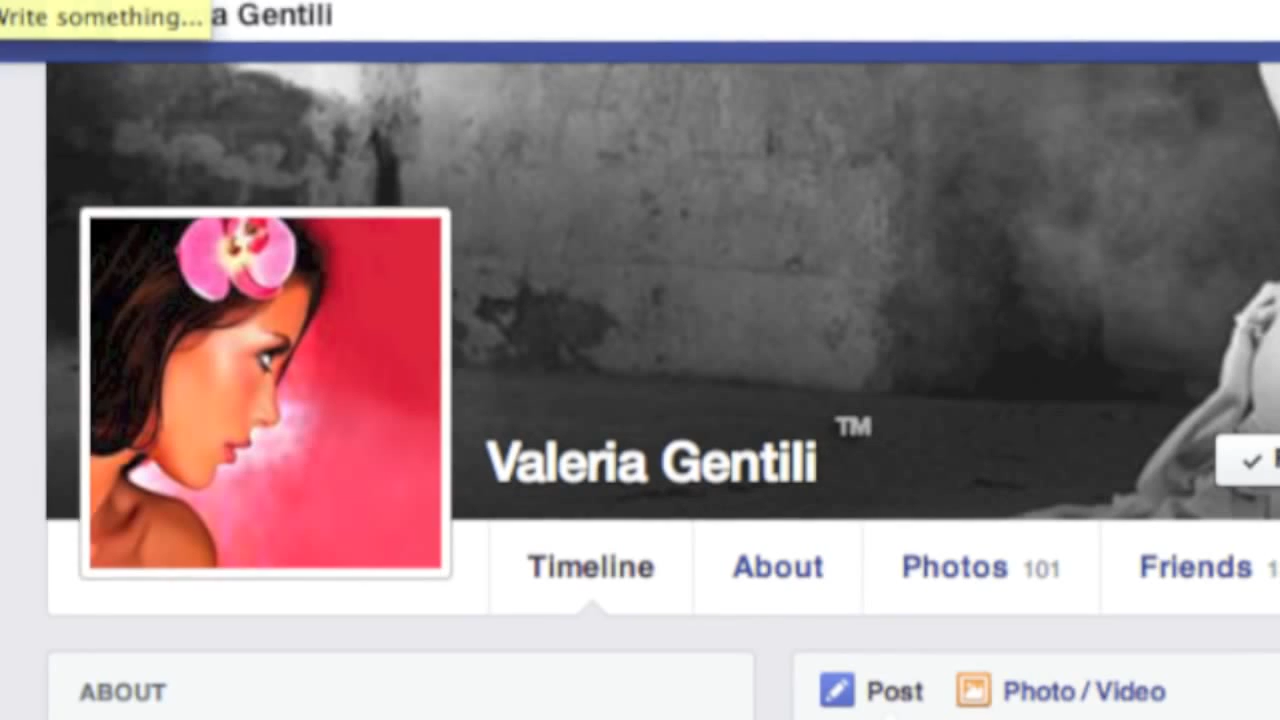 Write something... a Gentili
Valeria Gentili ™
Timeline About Photos 101 Friends
ABOUT
Post Photo / Video